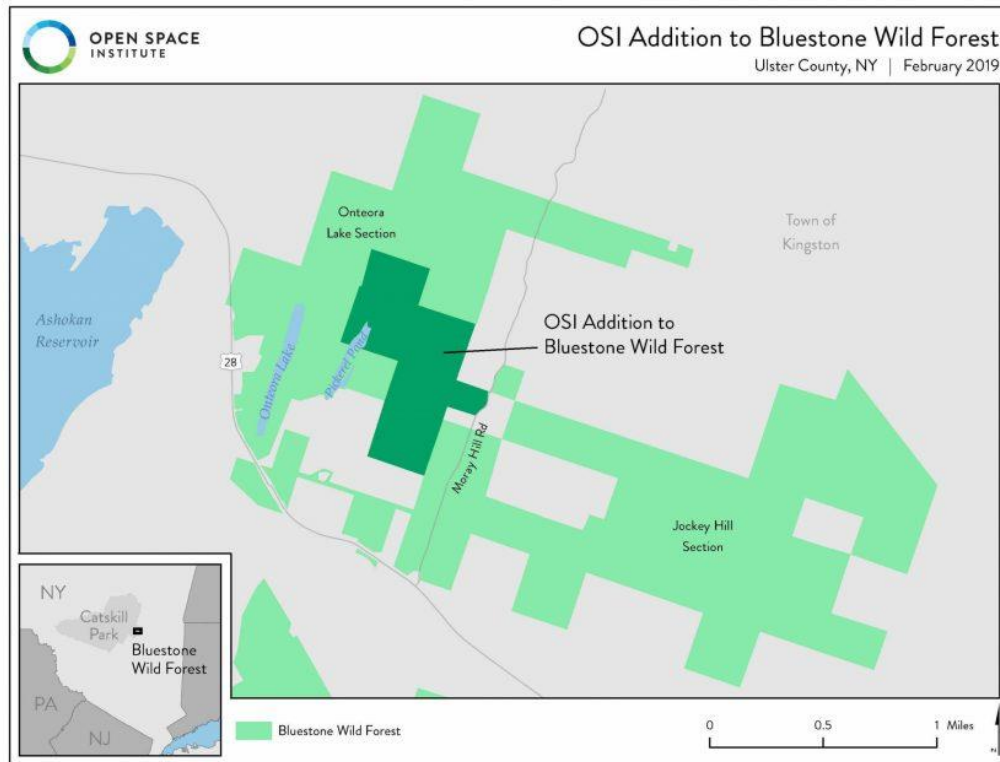 OPEN SPACE
INSTITUTE
OSI Addition to Bluestone Wild Forest
Ulster County, NY | February 2019
Onteora
Lake Section
Town of
Kingston
Ashokan
Reservoir
OSI Addition to
Bluestone Wild Forest
28
Onteora Lake
Pickerel Pond
Moray Hill Rd
Jockey Hill
Section
NY
Catskill
Park
Bluestone
Wild Forest
PA
NJ
Bluestone Wild Forest
0 0.5 1 Miles
N